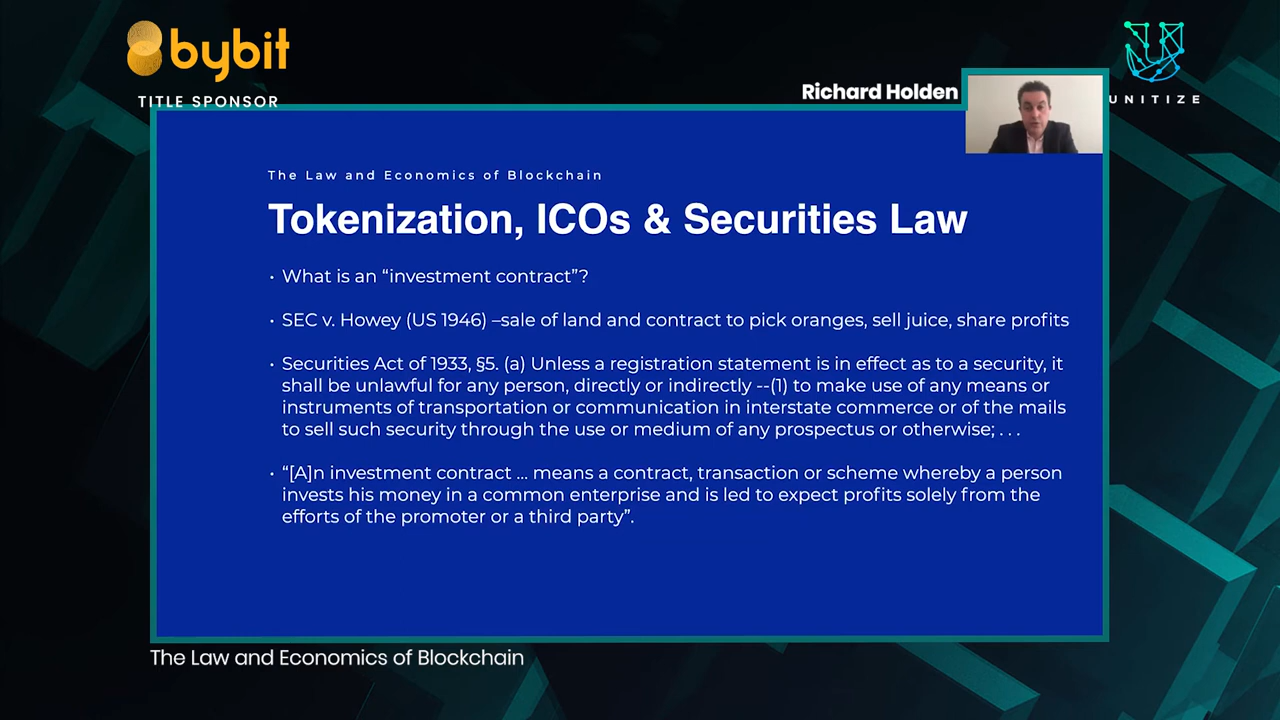 bybit
TITLE SPONSOR
Richard Holden
UNITIZE
The Law and Economics of Blockchain
Tokenization, ICOs & Securities Law
· What is an “investment contract”?
· SEC v. Howey (US 1946) –sale of land and contract to pick oranges, sell juice, share profits
· Securities Act of 1933, §5. (a) Unless a registration statement is in effect as to a security, it
shall be unlawful for any person, directly or indirectly --(1) to make use of any means or
instruments of transportation or communication in interstate commerce or of the mails
to sell such security through the use or medium of any prospectus or otherwise; . . .
· “[A]n investment contract ... means a contract, transaction or scheme whereby a person
invests his money in a common enterprise and is led to expect profits solely from the
efforts of the promoter or a third party”.
The Law and Economics of Blockchain